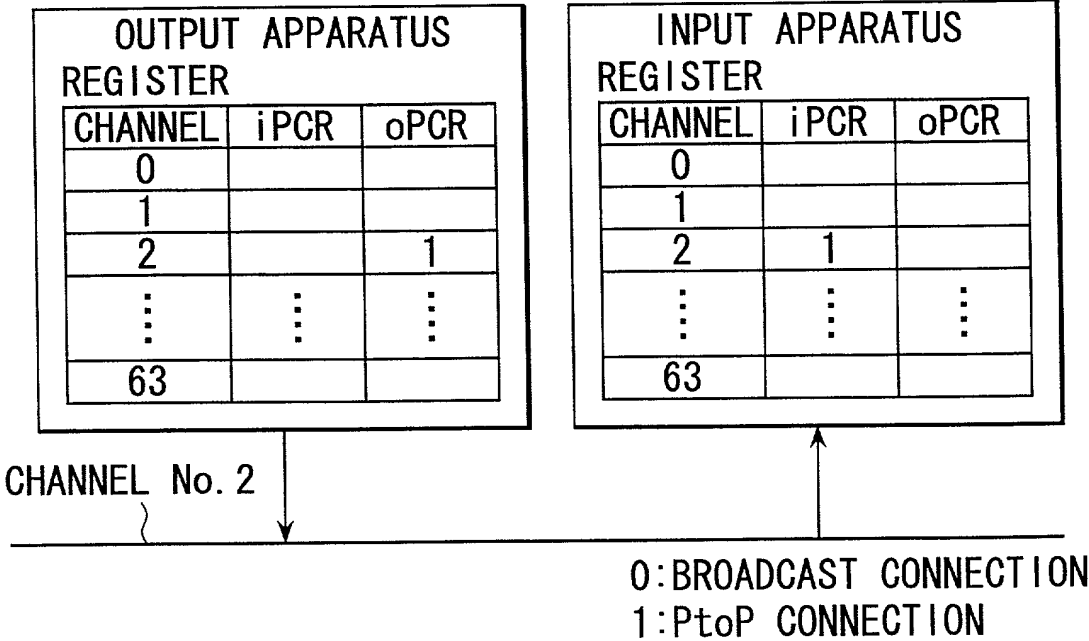 OUTPUT APPARATUS
REGISTER
CHANNEL iPCR oPCR
0
1
2 1
⋮ ⋮ ⋮
63
INPUT APPARATUS
REGISTER
CHANNEL iPCR oPCR
0
1
2 1
⋮ ⋮ ⋮
63
CHANNEL No. 2
0:BROADCAST CONNECTION
1:PtoP CONNECTION